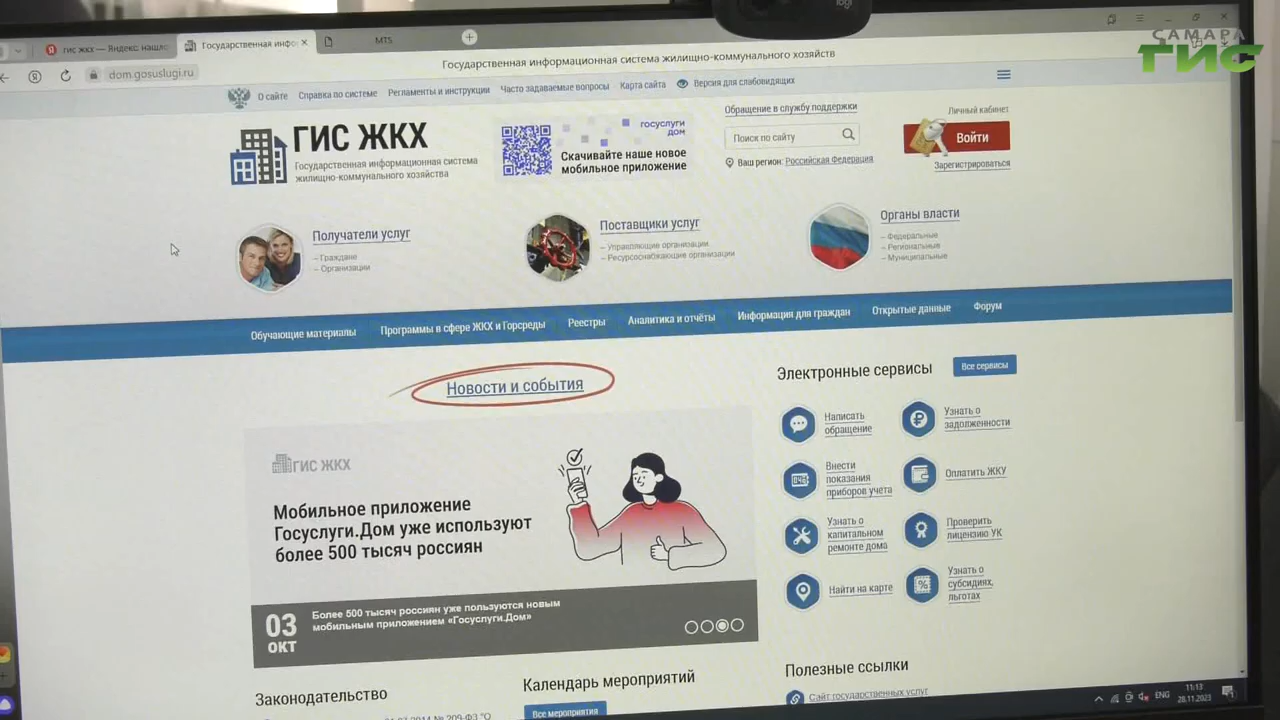 гис жкх — Яндекс: нашло
Государственная инфо
МТS
САМАРА
ГИС
dom.gosuslugi.ru
Государственная информационная система жилищно-коммунального хозяйств
О сайте
Справка по системе
Регламенты и инструкции
Часто задаваемые вопросы
Карта сайта
Версия для слабовидящих
ГИС ЖКХ
Государственная информационная система
жилищно-коммунального хозяйства
госуслуги
дом
Скачивайте наше новое
мобильное приложение
Обращение в службу поддержки
Поиск по сайту
Ваш регион: Российская Федерация
Личный кабинет
Войти
Зарегистрироваться
Получатели услуг
– Граждане
– Организации
Поставщики услуг
– Управляющие организации
– Ресурсоснабжающие организации
Органы власти
– Федеральные
– Региональные
– Муниципальные
Обучающие материалы
Программы в сфере ЖКХ и Горсреды
Реестры
Аналитика и отчёты
Информация для граждан
Открытые данные
Форум
Новости и события
ГИС ЖКХ
Мобильное приложение
Госуслуги.Дом уже используют
более 500 тысяч россиян
03
ОКТ
Более 500 тысяч россиян уже пользуются новым
мобильным приложением «Госуслуги.Дом»
Электронные сервисы
Все сервисы
Написать
обращение
Узнать о
задолженности
Внести
показания
приборов учета
Оплатить ЖКУ
Узнать о
капитальном
ремонте дома
Проверить
лицензию УК
Найти на карте
Узнать о
субсидиях,
льготах
Законодательство
Календарь мероприятий
Все мероприятия
Полезные ссылки
Сайт государственных услуг
ENG
11:13
28.11.2023